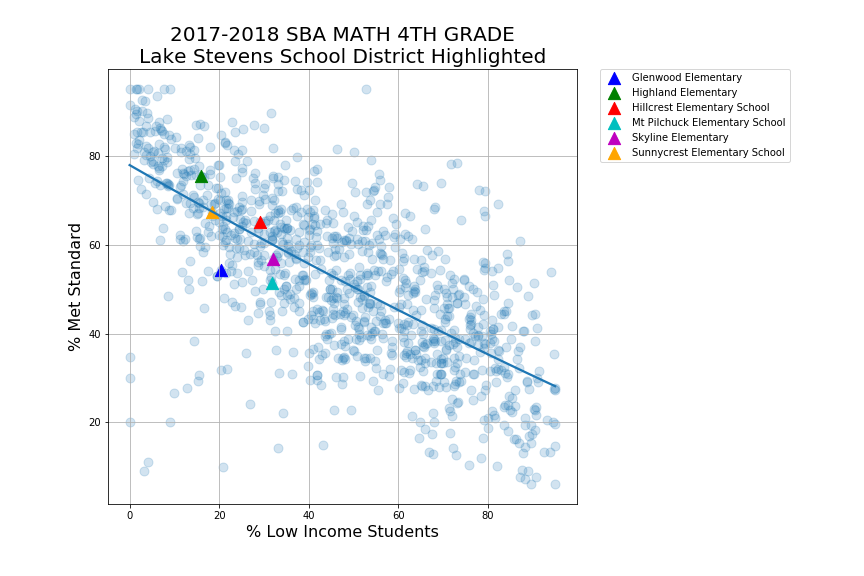 2017-2018 SBA MATH 4TH GRADE
Lake Stevens School District Highlighted
Glenwood Elementary
Highland Elementary
Hillcrest Elementary School
Mt Pilchuck Elementary School
Skyline Elementary
Sunnycrest Elementary School
% Met Standard
80
60
40
20
0 20 40 60 80
% Low Income Students